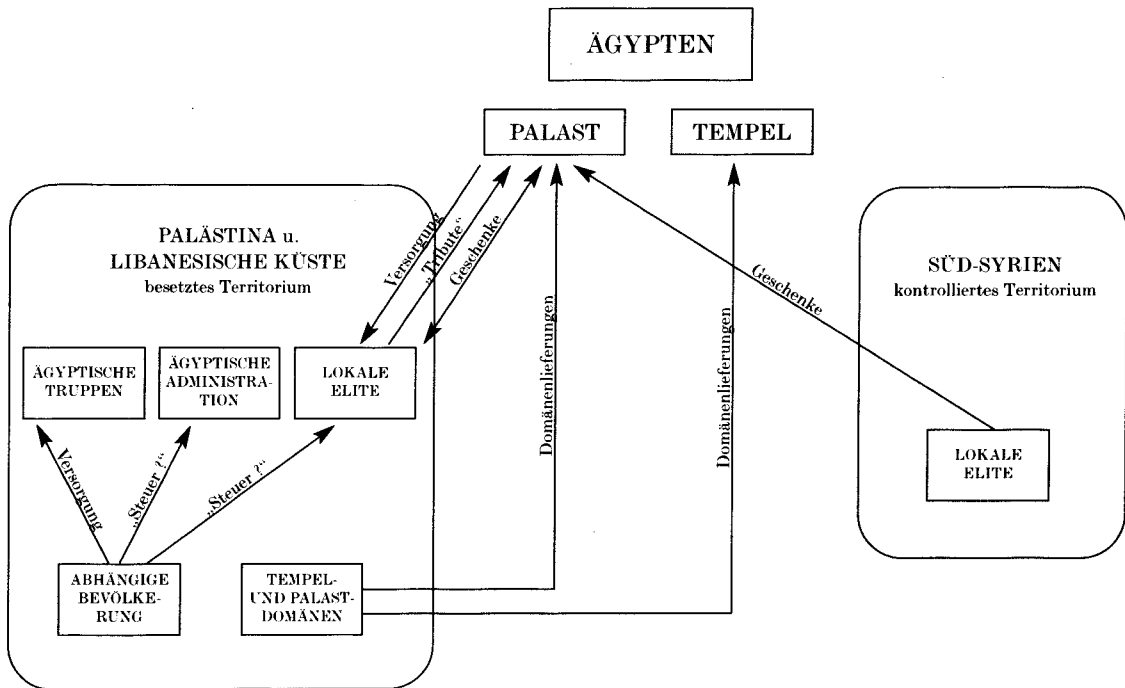 ÄGYPTEN
PALAST
TEMPEL
PALÄSTINA u.
LIBANESISCHE KÜSTE
besetztes Territorium
Versorgung
„Tribute“
Geschenke
Geschenke
SÜD-SYRIEN
kontrolliertes Territorium
ÄGYPTISCHE
TRUPPEN
ÄGYPTISCHE
ADMINISTRA-
TION
LOKALE
ELITE
Domänenlieferungen
Domänenlieferungen
LOKALE
ELITE
Versorgung
„Steuer ?“
„Steuer ?“
ABHÄNGIGE
BEVÖLKE-
RUNG
TEMPEL-
UND PALAST-
DOMÄNEN